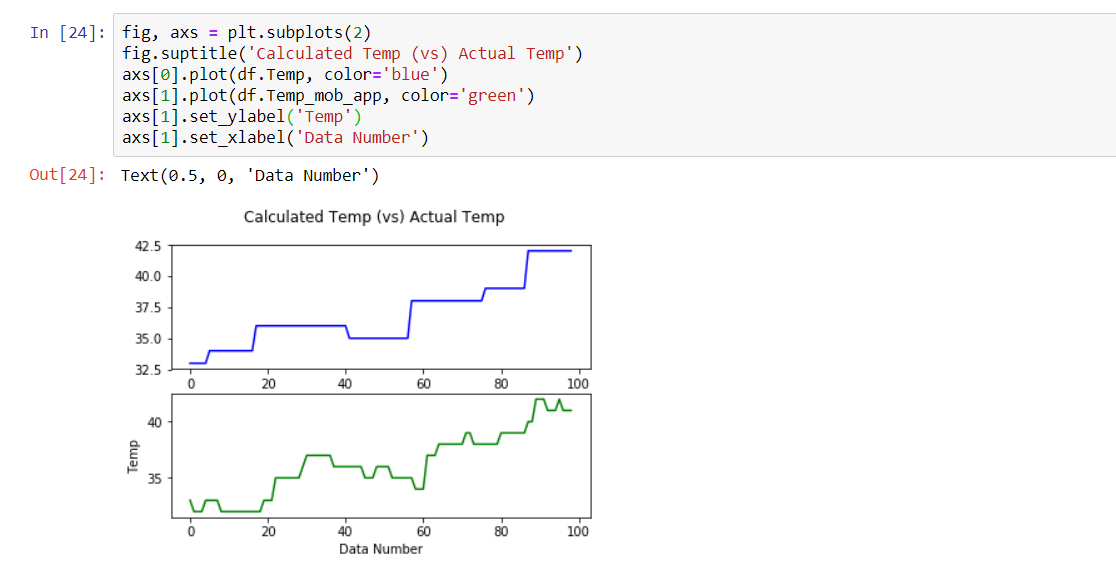 In [24]: fig, axs = plt.subplots(2)
fig.suptitle('Calculated Temp (vs) Actual Temp')
axs[0].plot(df.Temp, color='blue')
axs[1].plot(df.Temp_mob_app, color='green')
axs[1].set_ylabel('Temp')
axs[1].set_xlabel('Data Number')
Out[24]: Text(0.5, 0, 'Data Number')
Calculated Temp (vs) Actual Temp
42.5
40.0
37.5
35.0
32.5
0 20 40 60 80 100
40
35
Temp
0 20 40 60 80 100
Data Number